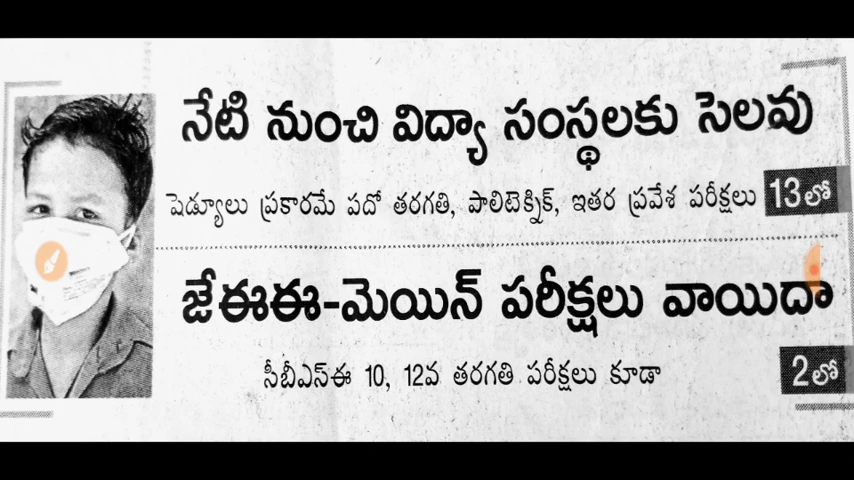 నేటి నుంచి విద్యా సంస్థలకు సెలవు
షెడ్యూలు ప్రకారమే పదో తరగతి, పాలిటెక్నిక్, ఇతర ప్రవేశ పరీక్షలు 13లో
జేఈఈ-మెయిన్ పరీక్షలు వాయిదా
సీబీఎస్ఈ 10, 12వ తరగతి పరీక్షలు కూడా 2లో